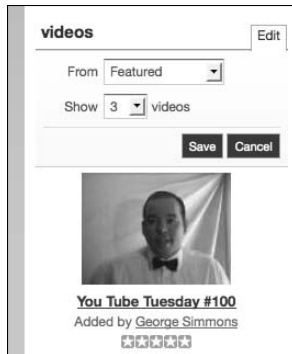 videos
Edit
From Featured
Show 3 videos
Save Cancel
You Tube Tuesday #100
Added by George Simmons